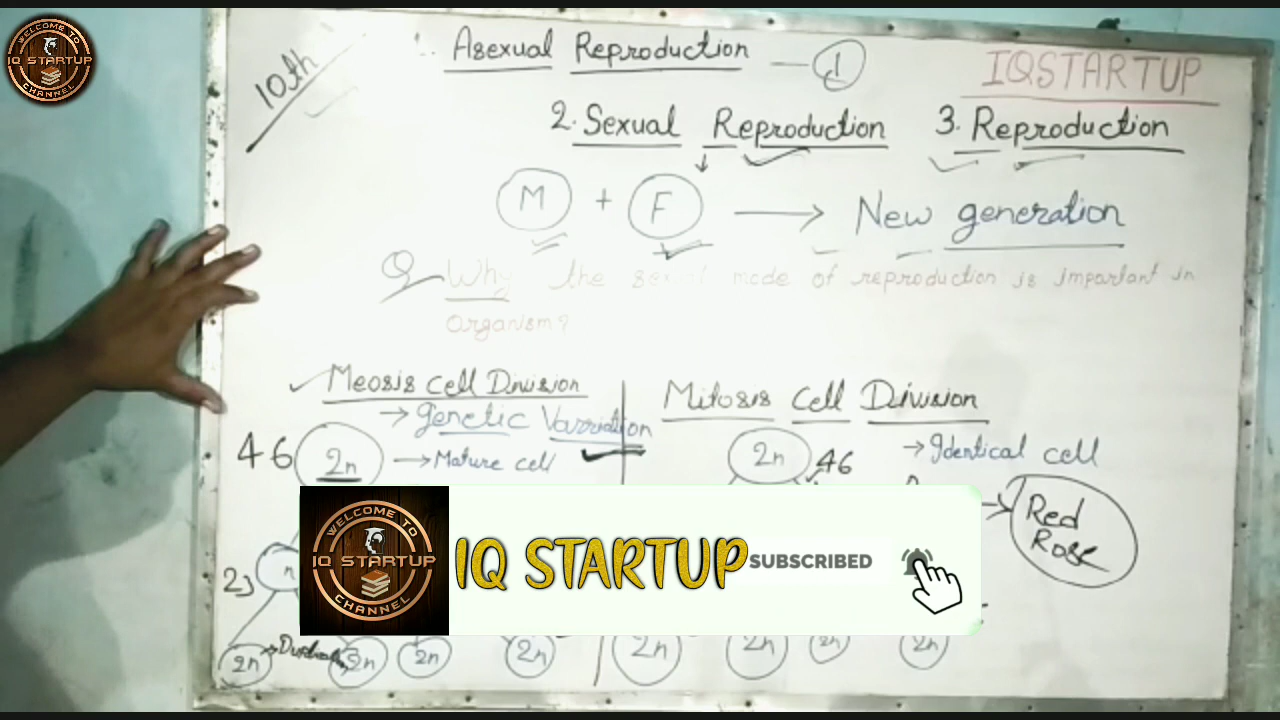 WELCOME TO
IQ STARTUP
CHANNEL
10th
Asexual Reproduction — 1
IQSTARTUP
2. Sexual Reproduction
3. Reproduction
M + F → New generation
Q Why the sexual mode of reproduction is important in
Organism?
Meosis Cell Division
Mitosis Cell Division
→ genetic Varriation
46 2n → Mature cell
2n 46 → Identical cell
Red
Rose
WELCOME TO
IQ STARTUP
CHANNEL
IQ STARTUP SUBSCRIBED
23 n
2n 2n 2n 2n 2n 2n 2n 2n